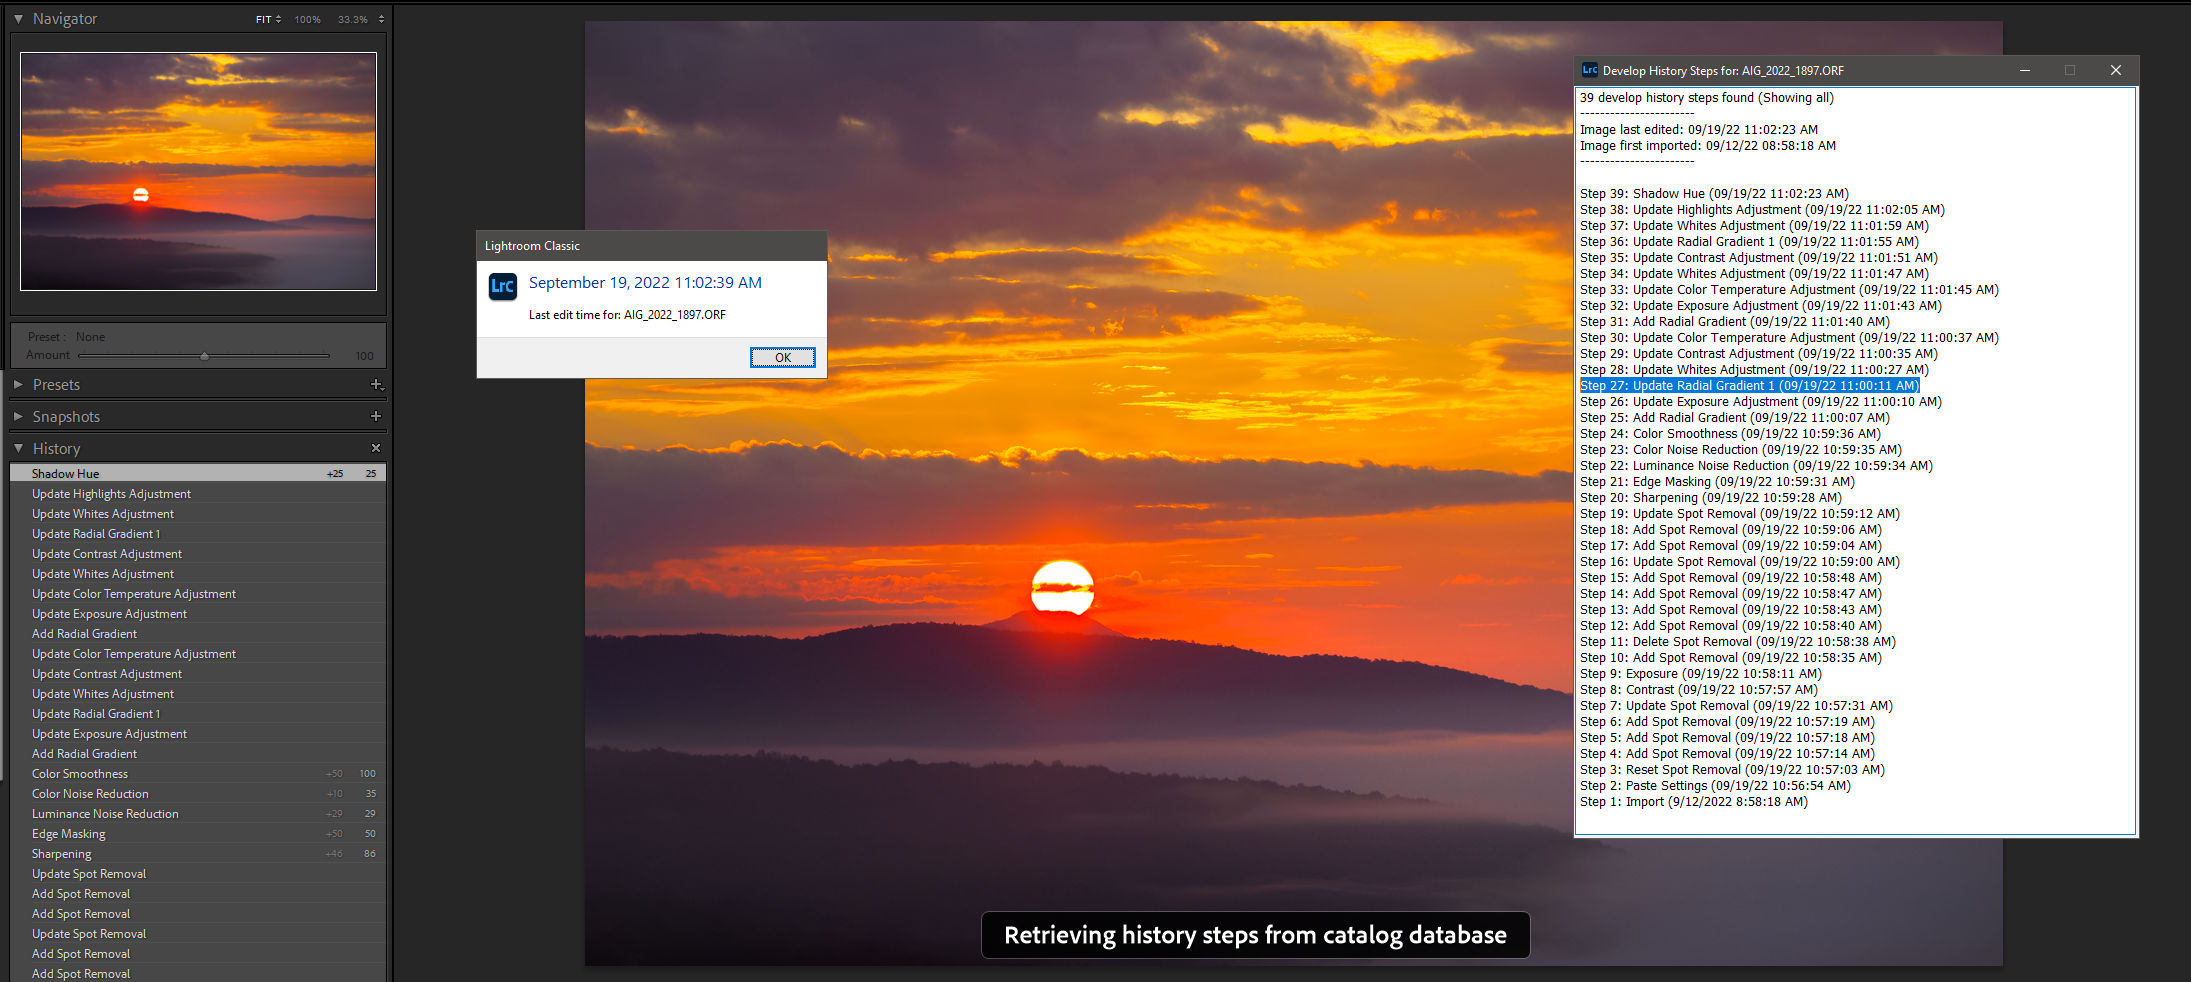 Navigator
FIT 100% 33.3%
Preset : None
Amount 100
Presets
Snapshots
History
Shadow Hue +25 25
Update Highlights Adjustment
Update Whites Adjustment
Update Radial Gradient 1
Update Contrast Adjustment
Update Whites Adjustment
Update Color Temperature Adjustment
Update Exposure Adjustment
Add Radial Gradient
Update Color Temperature Adjustment
Update Contrast Adjustment
Update Whites Adjustment
Update Radial Gradient 1
Update Exposure Adjustment
Add Radial Gradient
Color Smoothness +50 100
Color Noise Reduction +10 35
Luminance Noise Reduction +29 29
Edge Masking +50 50
Sharpening +46 86
Update Spot Removal
Add Spot Removal
Add Spot Removal
Update Spot Removal
Add Spot Removal
Add Spot Removal
Lightroom Classic
LrC
September 19, 2022 11:02:39 AM
Last edit time for: AIG_2022_1897.ORF
OK
Retrieving history steps from catalog database
LrC Develop History Steps for: AIG_2022_1897.ORF
39 develop history steps found (Showing all)
-----------------------
Image last edited: 09/19/22 11:02:23 AM
Image first imported: 09/12/22 08:58:18 AM
-----------------------
Step 39: Shadow Hue (09/19/22 11:02:23 AM)
Step 38: Update Highlights Adjustment (09/19/22 11:02:05 AM)
Step 37: Update Whites Adjustment (09/19/22 11:01:59 AM)
Step 36: Update Radial Gradient 1 (09/19/22 11:01:55 AM)
Step 35: Update Contrast Adjustment (09/19/22 11:01:51 AM)
Step 34: Update Whites Adjustment (09/19/22 11:01:47 AM)
Step 33: Update Color Temperature Adjustment (09/19/22 11:01:45 AM)
Step 32: Update Exposure Adjustment (09/19/22 11:01:43 AM)
Step 31: Add Radial Gradient (09/19/22 11:01:40 AM)
Step 30: Update Color Temperature Adjustment (09/19/22 11:00:37 AM)
Step 29: Update Contrast Adjustment (09/19/22 11:00:35 AM)
Step 28: Update Whites Adjustment (09/19/22 11:00:27 AM)
Step 27: Update Radial Gradient 1 (09/19/22 11:00:11 AM)
Step 26: Update Exposure Adjustment (09/19/22 11:00:10 AM)
Step 25: Add Radial Gradient (09/19/22 11:00:07 AM)
Step 24: Color Smoothness (09/19/22 10:59:36 AM)
Step 23: Color Noise Reduction (09/19/22 10:59:35 AM)
Step 22: Luminance Noise Reduction (09/19/22 10:59:34 AM)
Step 21: Edge Masking (09/19/22 10:59:31 AM)
Step 20: Sharpening (09/19/22 10:59:28 AM)
Step 19: Update Spot Removal (09/19/22 10:59:12 AM)
Step 18: Add Spot Removal (09/19/22 10:59:06 AM)
Step 17: Add Spot Removal (09/19/22 10:59:04 AM)
Step 16: Update Spot Removal (09/19/22 10:59:00 AM)
Step 15: Add Spot Removal (09/19/22 10:58:48 AM)
Step 14: Add Spot Removal (09/19/22 10:58:47 AM)
Step 13: Add Spot Removal (09/19/22 10:58:43 AM)
Step 12: Add Spot Removal (09/19/22 10:58:40 AM)
Step 11: Delete Spot Removal (09/19/22 10:58:38 AM)
Step 10: Add Spot Removal (09/19/22 10:58:35 AM)
Step 9: Exposure (09/19/22 10:58:11 AM)
Step 8: Contrast (09/19/22 10:57:57 AM)
Step 7: Update Spot Removal (09/19/22 10:57:31 AM)
Step 6: Add Spot Removal (09/19/22 10:57:19 AM)
Step 5: Add Spot Removal (09/19/22 10:57:18 AM)
Step 4: Add Spot Removal (09/19/22 10:57:14 AM)
Step 3: Reset Spot Removal (09/19/22 10:57:03 AM)
Step 2: Paste Settings (09/19/22 10:56:54 AM)
Step 1: Import (9/12/2022 8:58:18 AM)